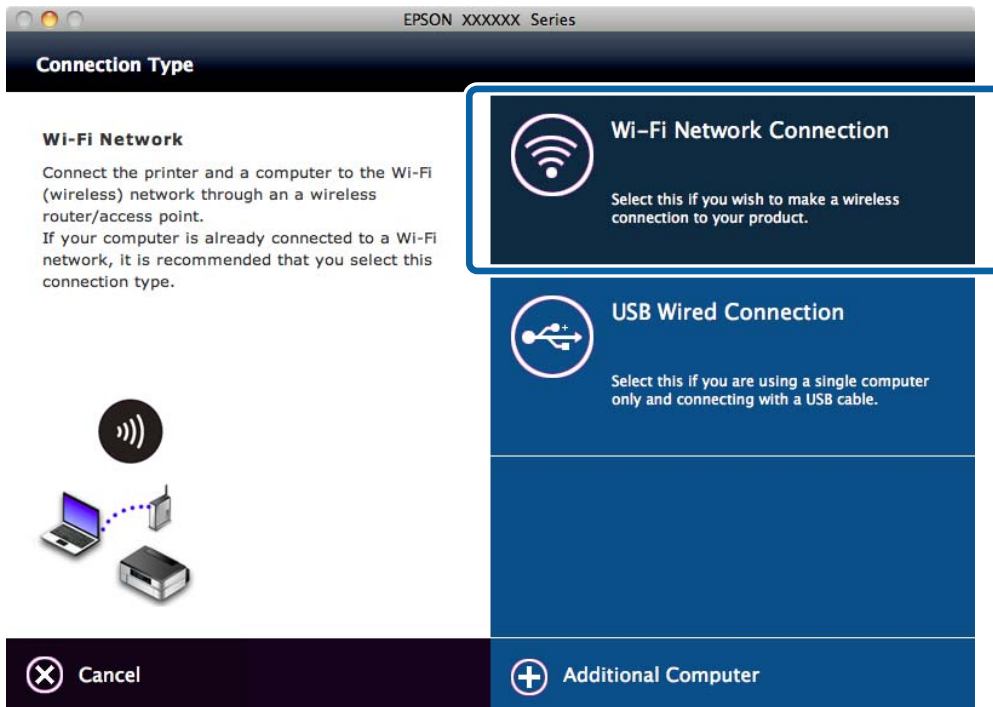 EPSON XXXXXX Series
Connection Type
Wi-Fi Network
Connect the printer and a computer to the Wi-Fi
(wireless) network through an a wireless
router/access point.
If your computer is already connected to a Wi-Fi
network, it is recommended that you select this
connection type.
Wi-Fi Network Connection
Select this if you wish to make a wireless
connection to your product.
USB Wired Connection
Select this if you are using a single computer
only and connecting with a USB cable.
Cancel
Additional Computer